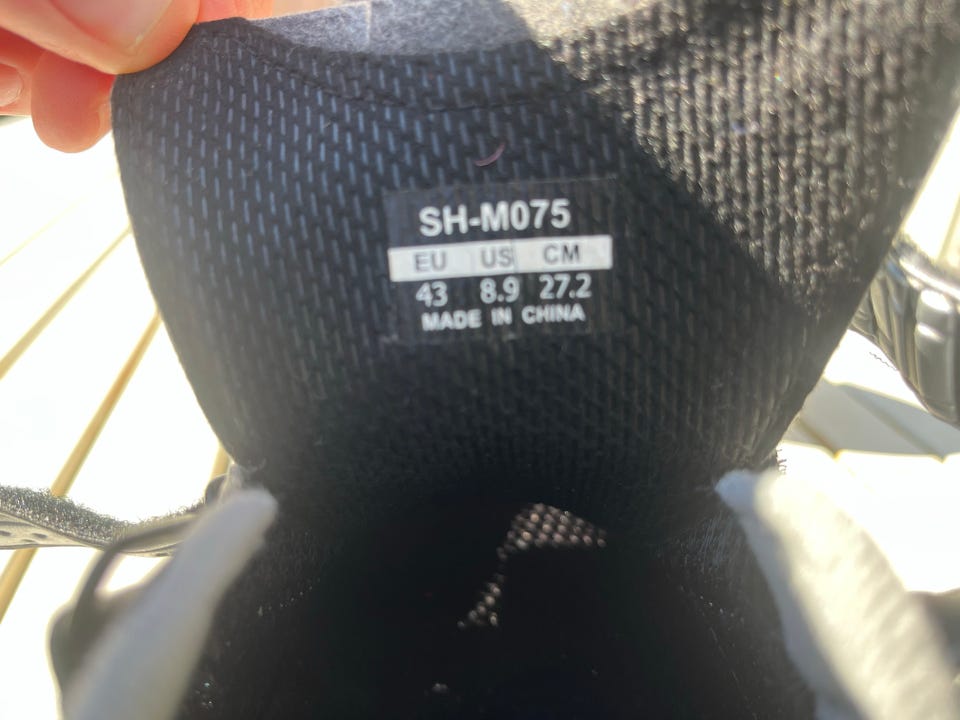 SH-M075
EU US CM
43 8.9 27.2
MADE IN CHINA